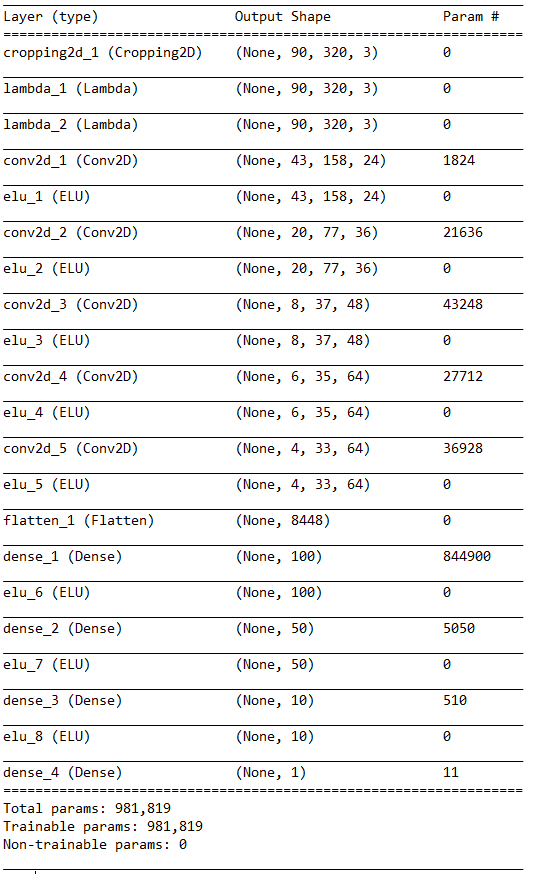 Layer (type) Output Shape Param #
cropping2d_1 (Cropping2D) (None, 90, 320, 3) 0
lambda_1 (Lambda) (None, 90, 320, 3) 0
lambda_2 (Lambda) (None, 90, 320, 3) 0
conv2d_1 (Conv2D) (None, 43, 158, 24) 1824
elu_1 (ELU) (None, 43, 158, 24) 0
conv2d_2 (Conv2D) (None, 20, 77, 36) 21636
elu_2 (ELU) (None, 20, 77, 36) 0
conv2d_3 (Conv2D) (None, 8, 37, 48) 43248
elu_3 (ELU) (None, 8, 37, 48) 0
conv2d_4 (Conv2D) (None, 6, 35, 64) 27712
elu_4 (ELU) (None, 6, 35, 64) 0
conv2d_5 (Conv2D) (None, 4, 33, 64) 36928
elu_5 (ELU) (None, 4, 33, 64) 0
flatten_1 (Flatten) (None, 8448) 0
dense_1 (Dense) (None, 100) 844900
elu_6 (ELU) (None, 100) 0
dense_2 (Dense) (None, 50) 5050
elu_7 (ELU) (None, 50) 0
dense_3 (Dense) (None, 10) 510
elu_8 (ELU) (None, 10) 0
dense_4 (Dense) (None, 1) 11
Total params: 981,819
Trainable params: 981,819
Non-trainable params: 0